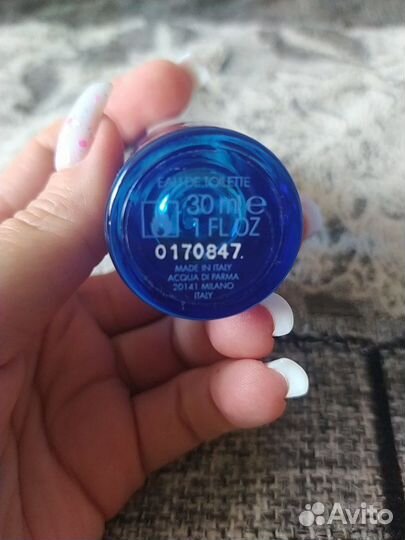 EAU DE TOILETTE
30 ml e
1 FL.OZ
0170847.
MADE IN ITALY
ACQUA DI PARMA
20141 MILANO
ITALY
Avito